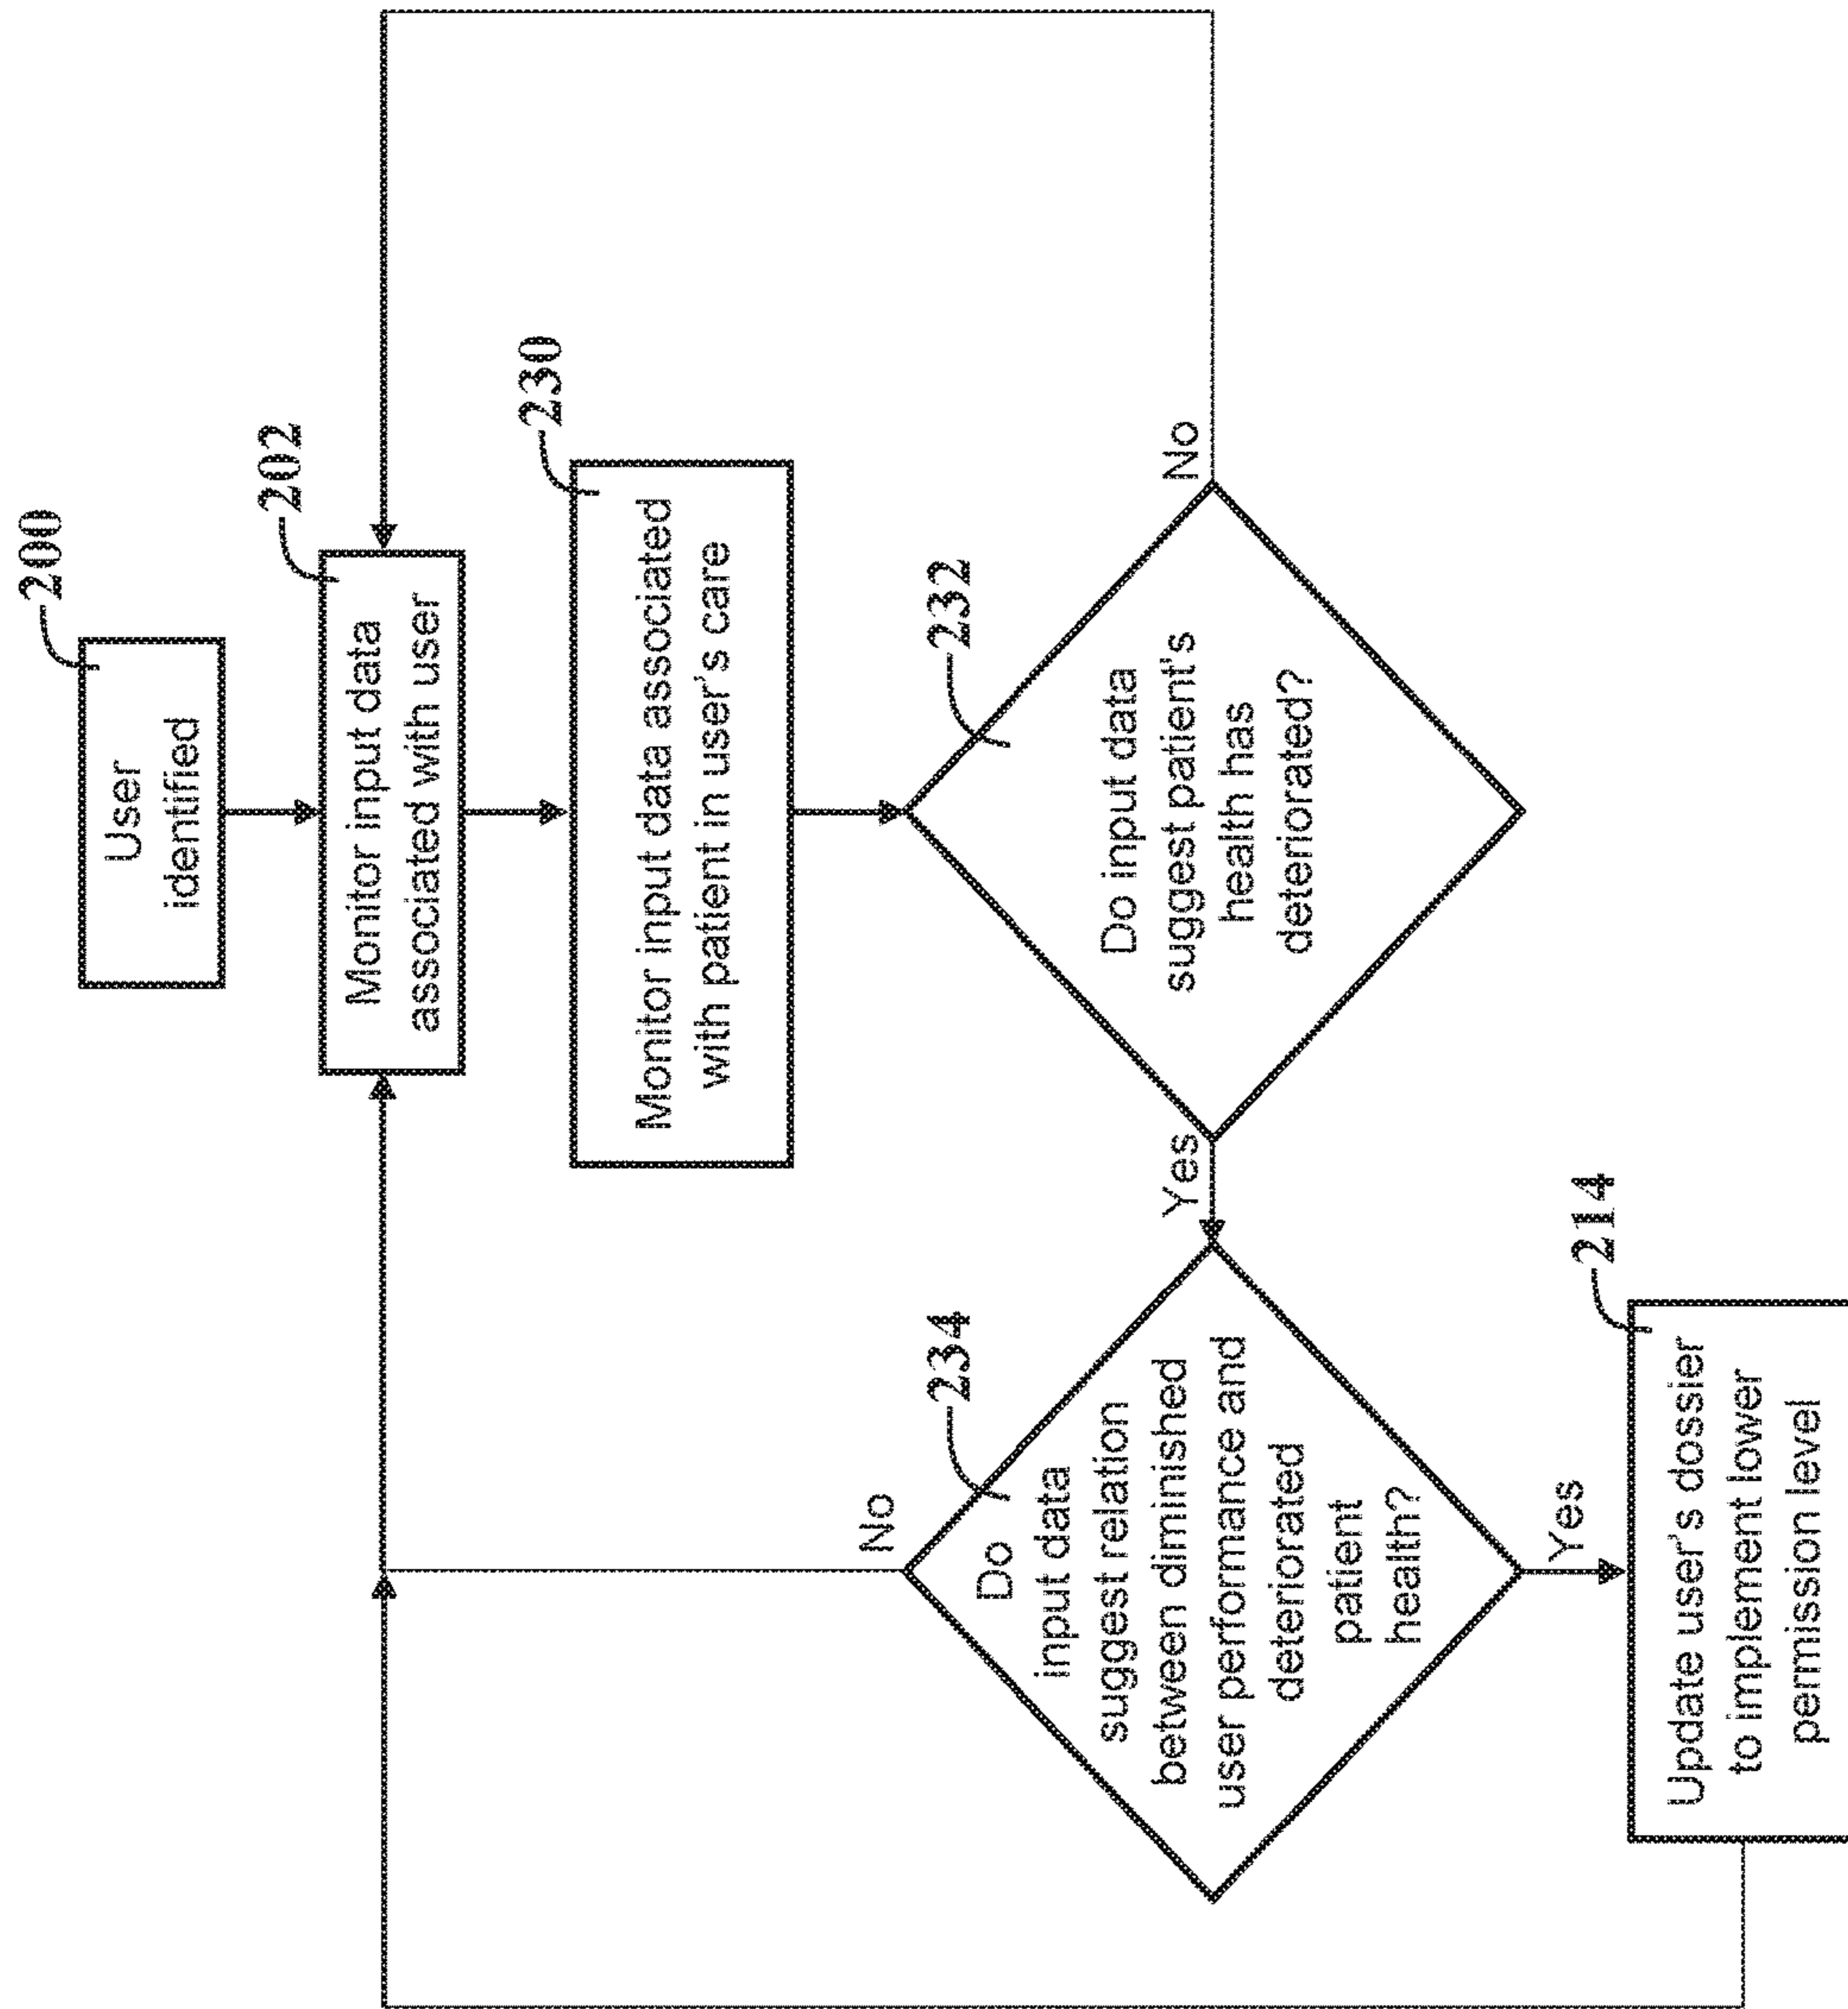 200
User
identified
202
Monitor input data
associated with user
230
Monitor input data associated
with patient in user's care
232
Do input data
suggest patient's
health has
deteriorated?
No
Yes
234
Do
input data
suggest relation
between diminished
user performance and
deteriorated
patient
health?
No
Yes
214
Update user's dossier
to implement lower
permission level